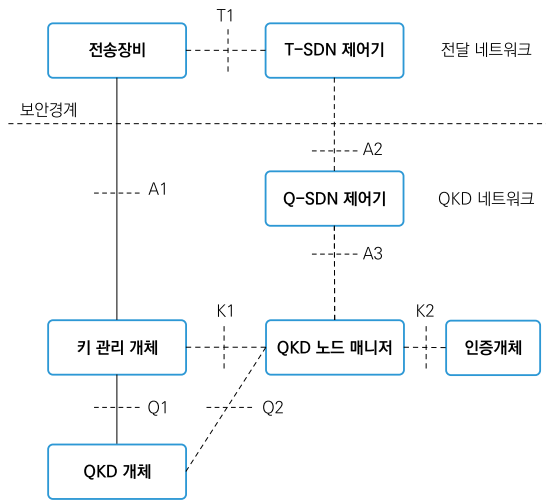 T1
전송장비
T-SDN 제어기
전달 네트워크
보안경계
A2
A1
Q-SDN 제어기
QKD 네트워크
A3
K1
K2
키 관리 개체
QKD 노드 매니저
인증개체
Q1
Q2
QKD 개체